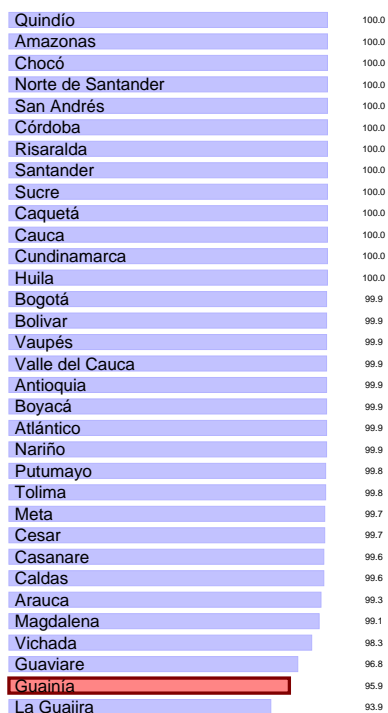 Quindío 100.0
Amazonas 100.0
Chocó 100.0
Norte de Santander 100.0
San Andrés 100.0
Córdoba 100.0
Risaralda 100.0
Santander 100.0
Sucre 100.0
Caquetá 100.0
Cauca 100.0
Cundinamarca 100.0
Huila 100.0
Bogotá 99.9
Bolivar 99.9
Vaupés 99.9
Valle del Cauca 99.9
Antioquia 99.9
Boyacá 99.9
Atlántico 99.9
Nariño 99.9
Putumayo 99.8
Tolima 99.8
Meta 99.7
Cesar 99.7
Casanare 99.6
Caldas 99.6
Arauca 99.3
Magdalena 99.1
Vichada 98.3
Guaviare 96.8
Guainía 95.9
La Guajira 93.9